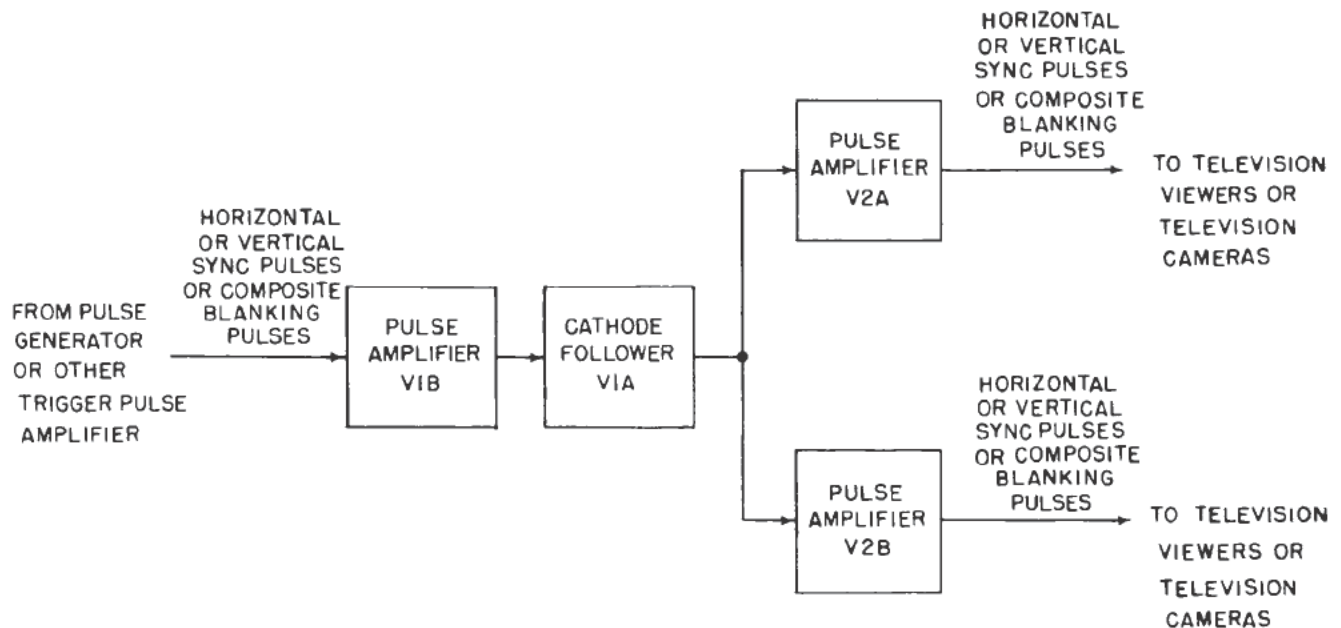 HORIZONTAL
OR VERTICAL
SYNC PULSES
OR COMPOSITE
BLANKING
PULSES
PULSE
AMPLIFIER
V2A
TO TELEVISION
VIEWERS OR
TELEVISION
CAMERAS
HORIZONTAL
OR VERTICAL
SYNC PULSES
OR COMPOSITE
BLANKING
PULSES
FROM PULSE
GENERATOR
OR OTHER
TRIGGER PULSE
AMPLIFIER
PULSE
AMPLIFIER
V1B
CATHODE
FOLLOWER
V1A
HORIZONTAL
OR VERTICAL
SYNC PULSES
OR COMPOSITE
BLANKING
PULSES
PULSE
AMPLIFIER
V2B
TO TELEVISION
VIEWERS OR
TELEVISION
CAMERAS